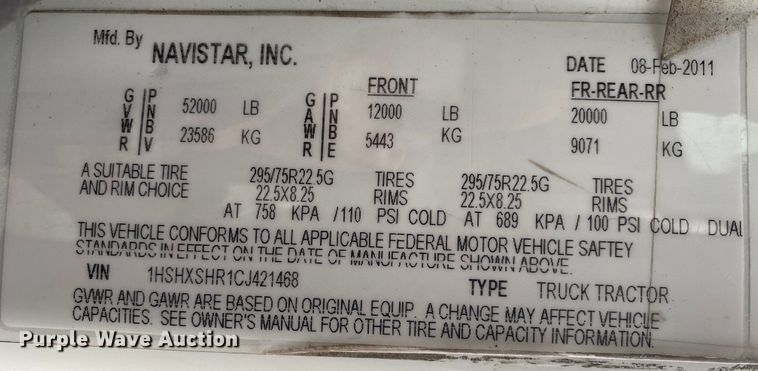 Mfd. By NAVISTAR, INC. DATE 08-Feb-2011
FRONT FR-REAR-RR
GVWR PNBV 52000 LB GAWR PNBE 12000 LB 20000 LB
23586 KG 5443 KG 9071 KG
A SUITABLE TIRE 295/75R22.5G TIRES 295/75R22.5G TIRES
AND RIM CHOICE 22.5X8.25 RIMS 22.5X8.25 RIMS
AT 758 KPA /110 PSI COLD AT 689 KPA / 100 PSI COLD DUAL
THIS VEHICLE CONFORMS TO ALL APPLICABLE FEDERAL MOTOR VEHICLE SAFTEY
STANDARDS IN EFFECT ON THE DATE OF MANUFACTURE SHOWN ABOVE.
VIN 1HSHXSHR1CJ421468 TYPE TRUCK TRACTOR
GVWR AND GAWR ARE BASED ON ORIGINAL EQUIP. A CHANGE MAY AFFECT VEHICLE
CAPACITIES. SEE OWNER'S MANUAL FOR OTHER TIRE AND CAPACITY INFORMATION.
Purple Wave Auction